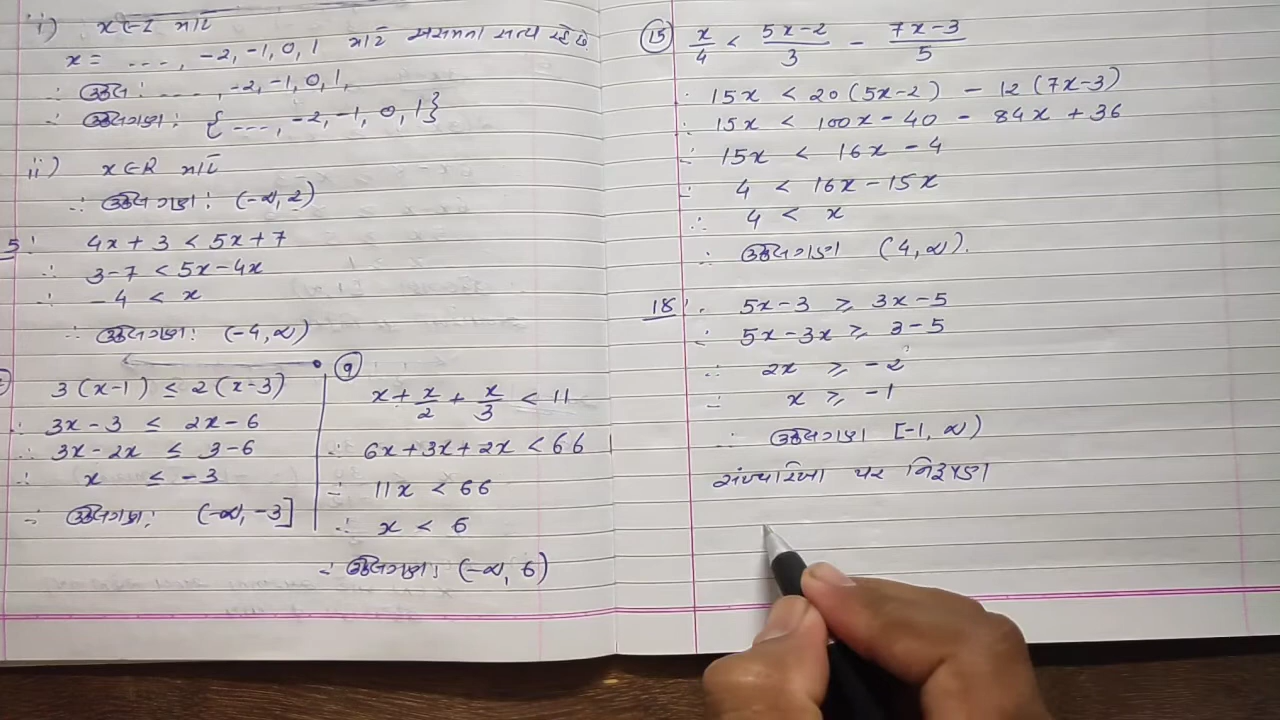 i) x∈Z માટે
x = ...., -2, -1, 0, 1 માટે અસમતા સત્ય રહે છે
∴ ઉકેલ: ...., -2, -1, 0, 1,
∴ ઉકેલગણ: {...., -2, -1, 0, 1}
ii) x∈R માટે
∴ ઉકેલગણ: (-∞, 2)
5: 4x + 3 < 5x + 7
∴ 3-7 < 5x-4x
∴ -4 < x
∴ ઉકેલગણ: (-4, ∞)
3(x-1) ≤ 2(x-3)
∴ 3x-3 ≤ 2x-6
∴ 3x-2x ≤ 3-6
∴ x ≤ -3
∴ ઉકેલગણ: (-∞, -3]
9
x + x/2 + x/3 < 11
∴ 6x+3x+2x < 66
∴ 11x < 66
∴ x < 6
∴ ઉકેલગણ: (-∞, 6)
15 x/4 < 5x-2/3 - 7x-3/5
∴ 15x < 20(5x-2) - 12(7x-3)
∴ 15x < 100x-40 - 84x + 36
∴ 15x < 16x - 4
∴ 4 < 16x-15x
∴ 4 < x
∴ ઉકેલગણ (4, ∞).
18: 5x-3 ≥ 3x-5
∴ 5x-3x ≥ 3-5
∴ 2x ≥ -2
∴ x ≥ -1
∴ ઉકેલગણ [-1, ∞)
સંખ્યારેખા પર નિરૂપણ